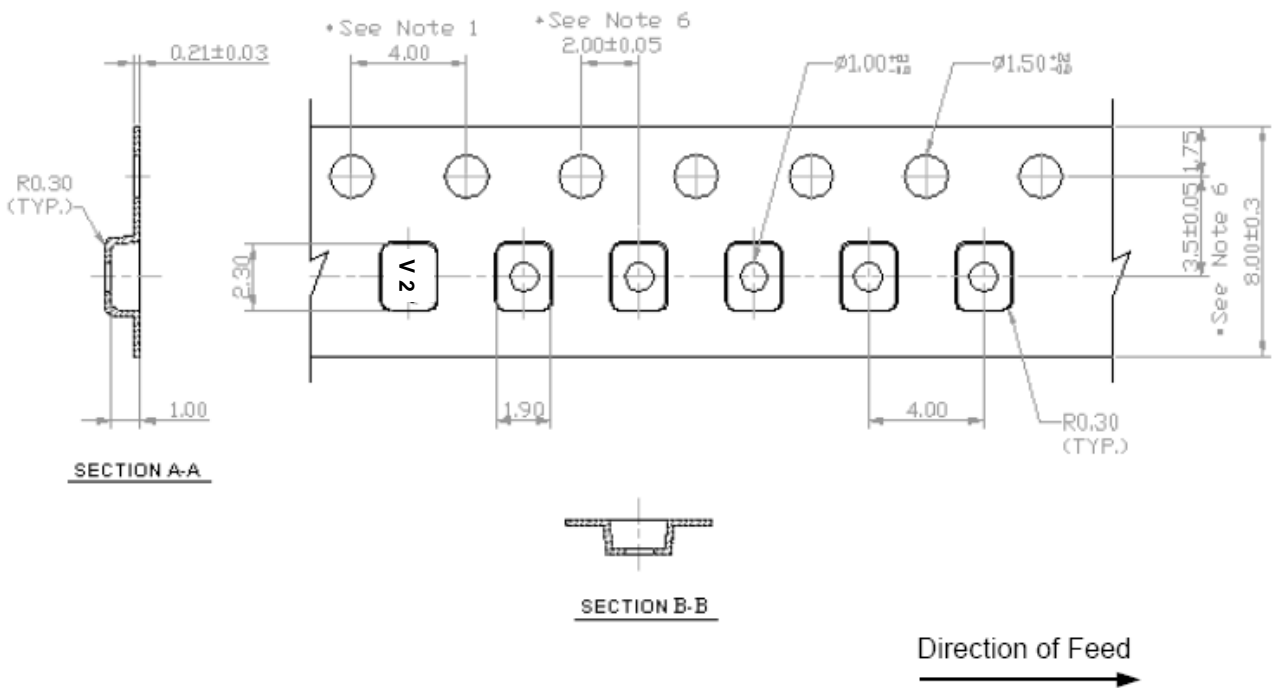 *See Note 1
4.00
*See Note 6
2.00±0.05
0.21±0.03
Ø1.00
Ø1.50
1.75
3.5±0.05
*See Note 6
8.00±0.3
R0.30
(TYP.)
2.30
V 2
1.00
1.90
4.00
R0.30
(TYP.)
SECTION A-A
SECTION B-B
Direction of Feed